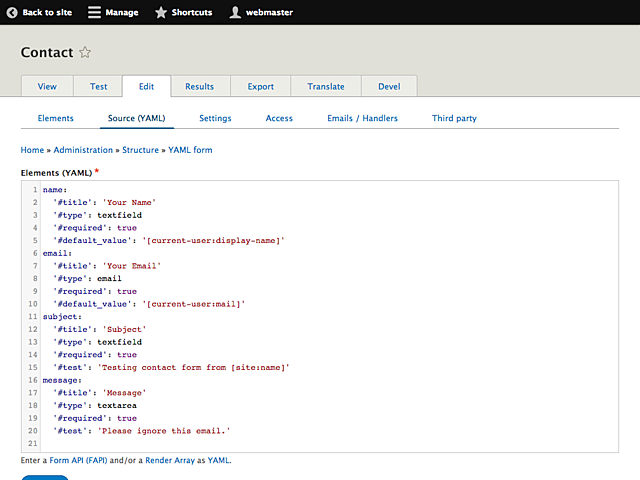 Back to site Manage Shortcuts webmaster
Contact
View Test Edit Results Export Translate Devel
Elements Source (YAML) Settings Access Emails / Handlers Third party
Home » Administration » Structure » YAML form
Elements (YAML) *
1 name:
2 '#title': 'Your Name'
3 '#type': textfield
4 '#required': true
5 '#default_value': '[current-user:display-name]'
6 email:
7 '#title': 'Your Email'
8 '#type': email
9 '#required': true
10 '#default_value': '[current-user:mail]'
11 subject:
12 '#title': 'Subject'
13 '#type': textfield
14 '#required': true
15 '#test': 'Testing contact form from [site:name]'
16 message:
17 '#title': 'Message'
18 '#type': textarea
19 '#required': true
20 '#test': 'Please ignore this email.'
21
Enter a Form API (FAPI) and/or a Render Array as YAML.